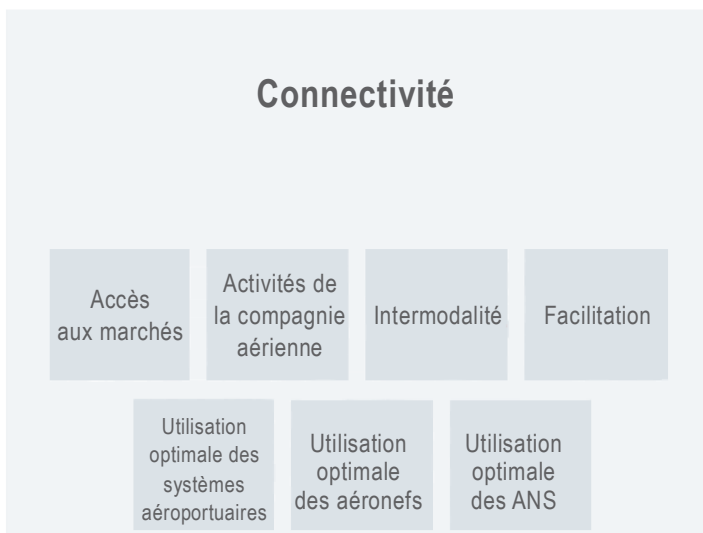 Connectivité
Accès
aux marchés
Activités de
la compagnie
aérienne
Intermodalité
Facilitation
Utilisation
optimale des
systèmes
aéroportuaires
Utilisation
optimale
des aéronefs
Utilisation
optimale
des ANS